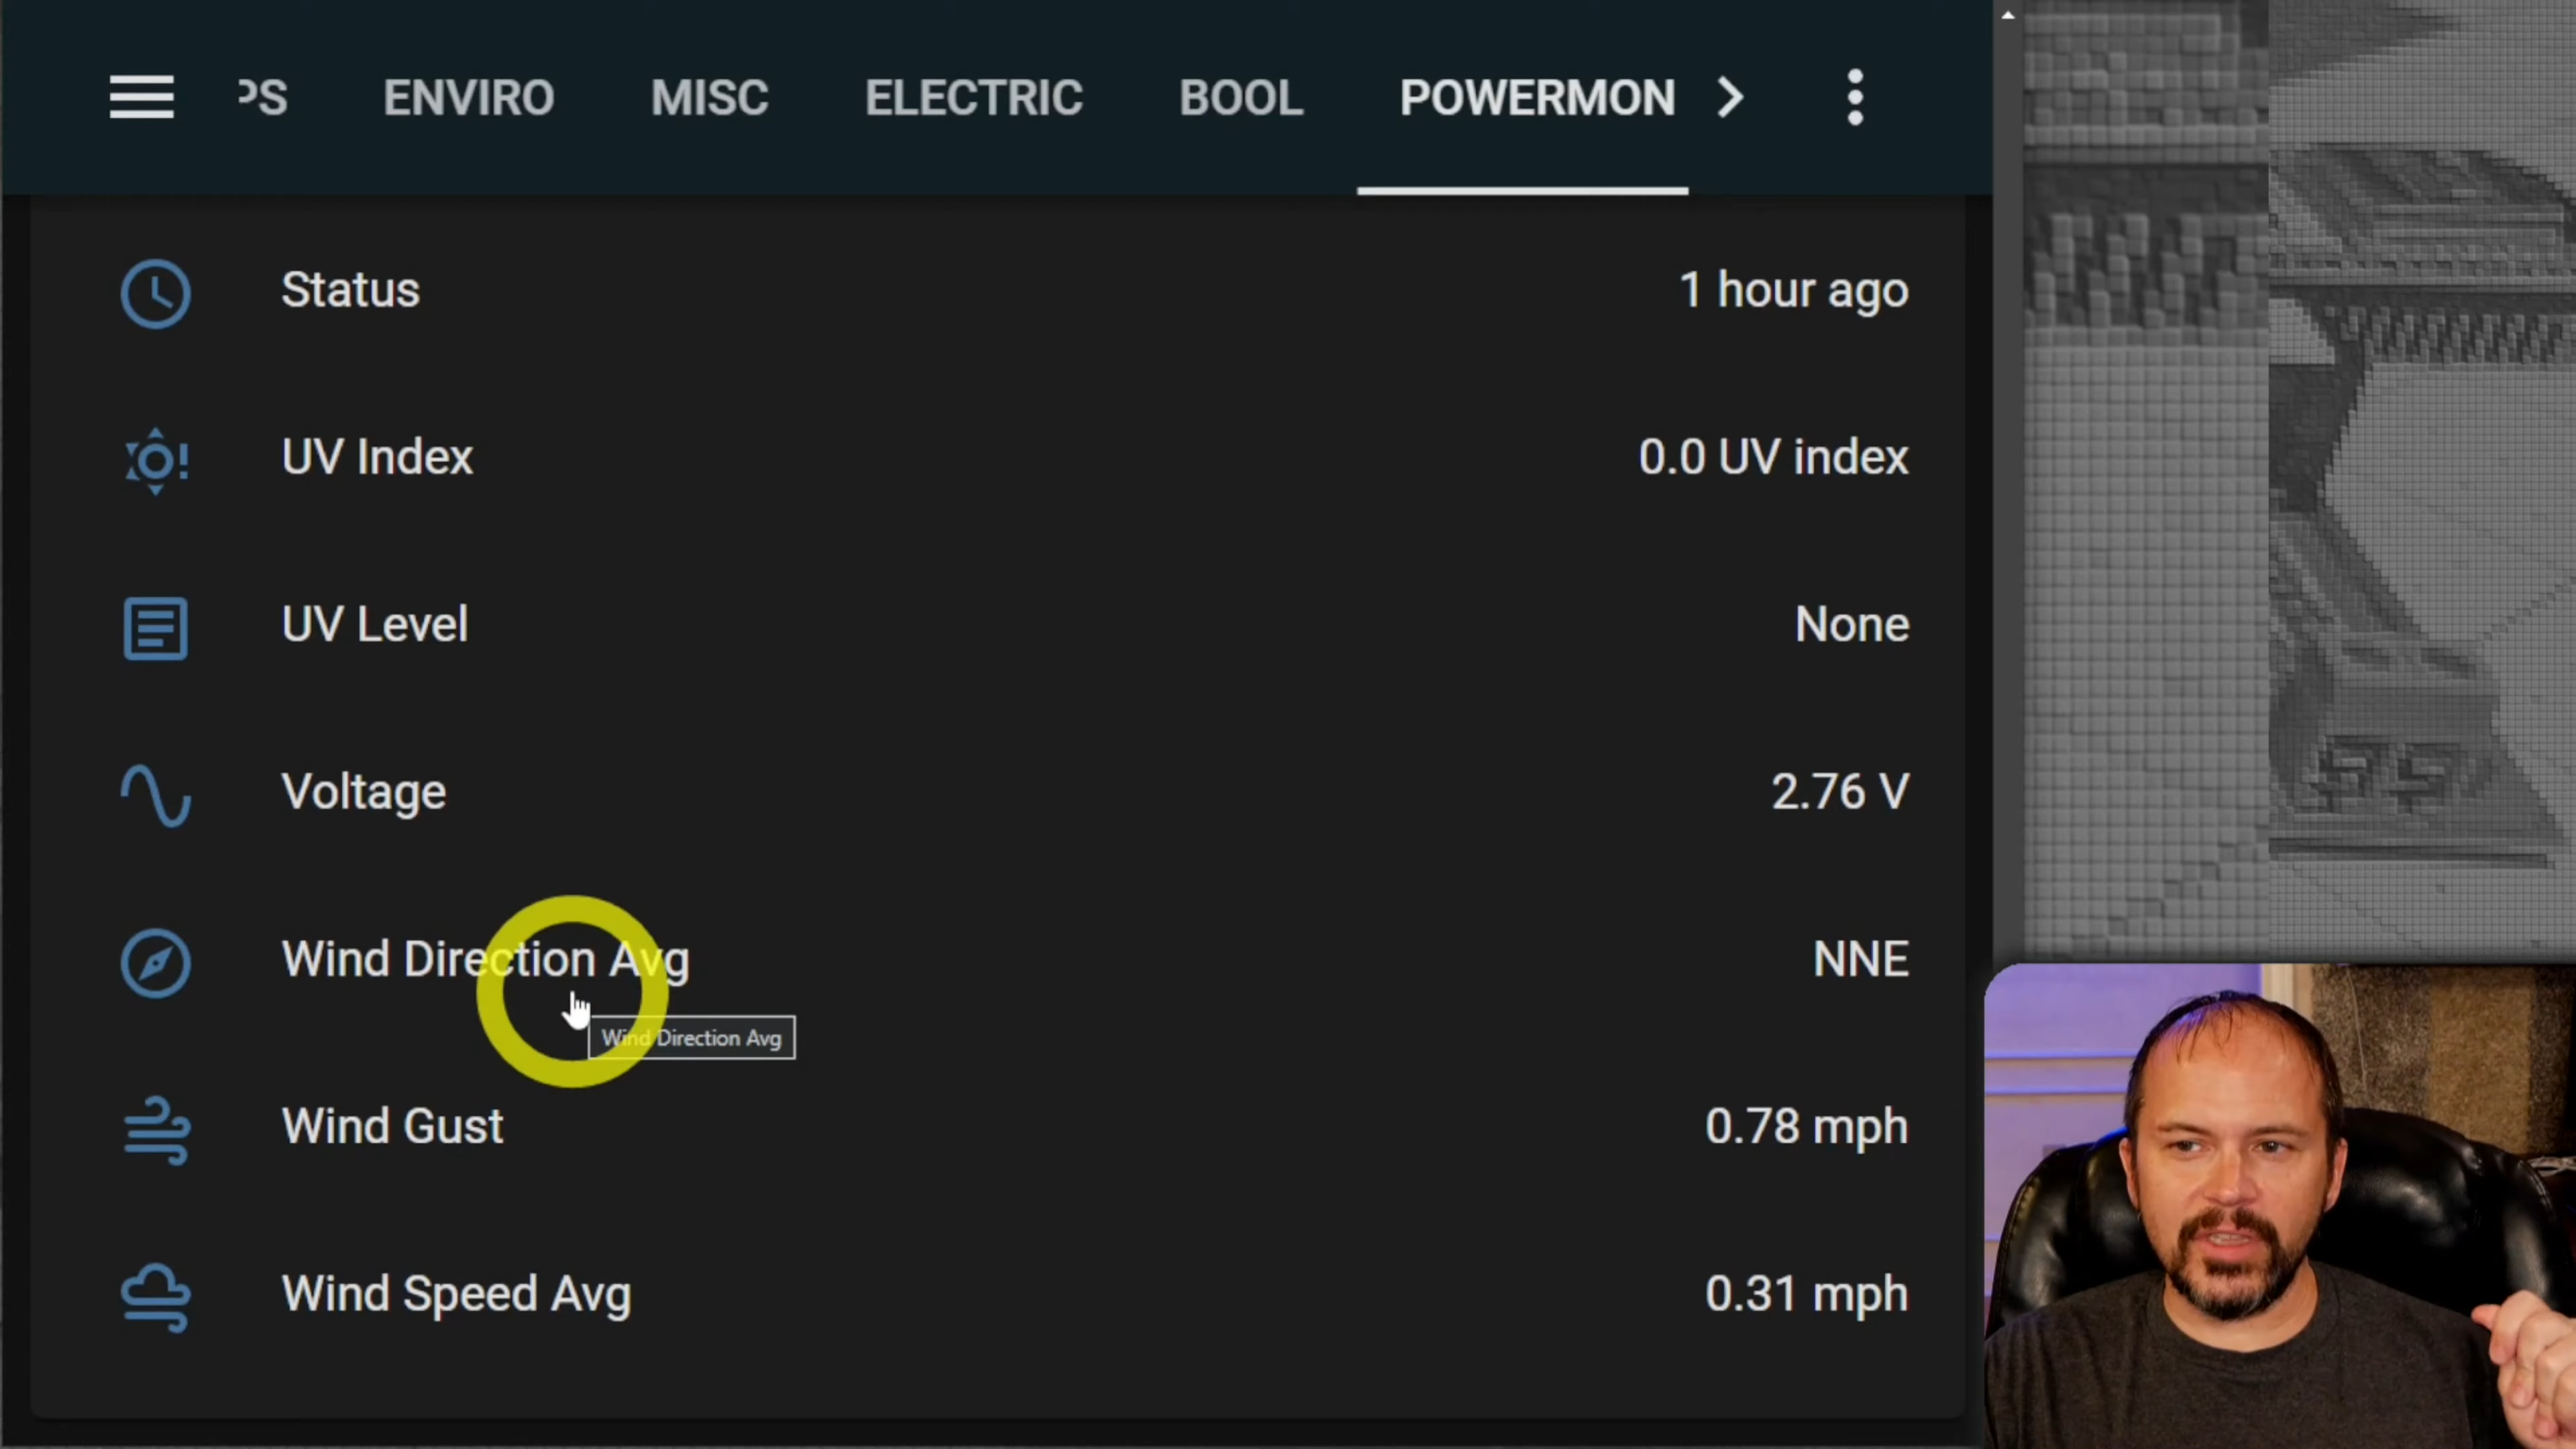 PS ENVIRO MISC ELECTRIC BOOL POWERMON
Status 1 hour ago
UV Index 0.0 UV index
UV Level None
Voltage 2.76 V
Wind Direction Avg NNE
Wind Direction Avg
Wind Gust 0.78 mph
Wind Speed Avg 0.31 mph